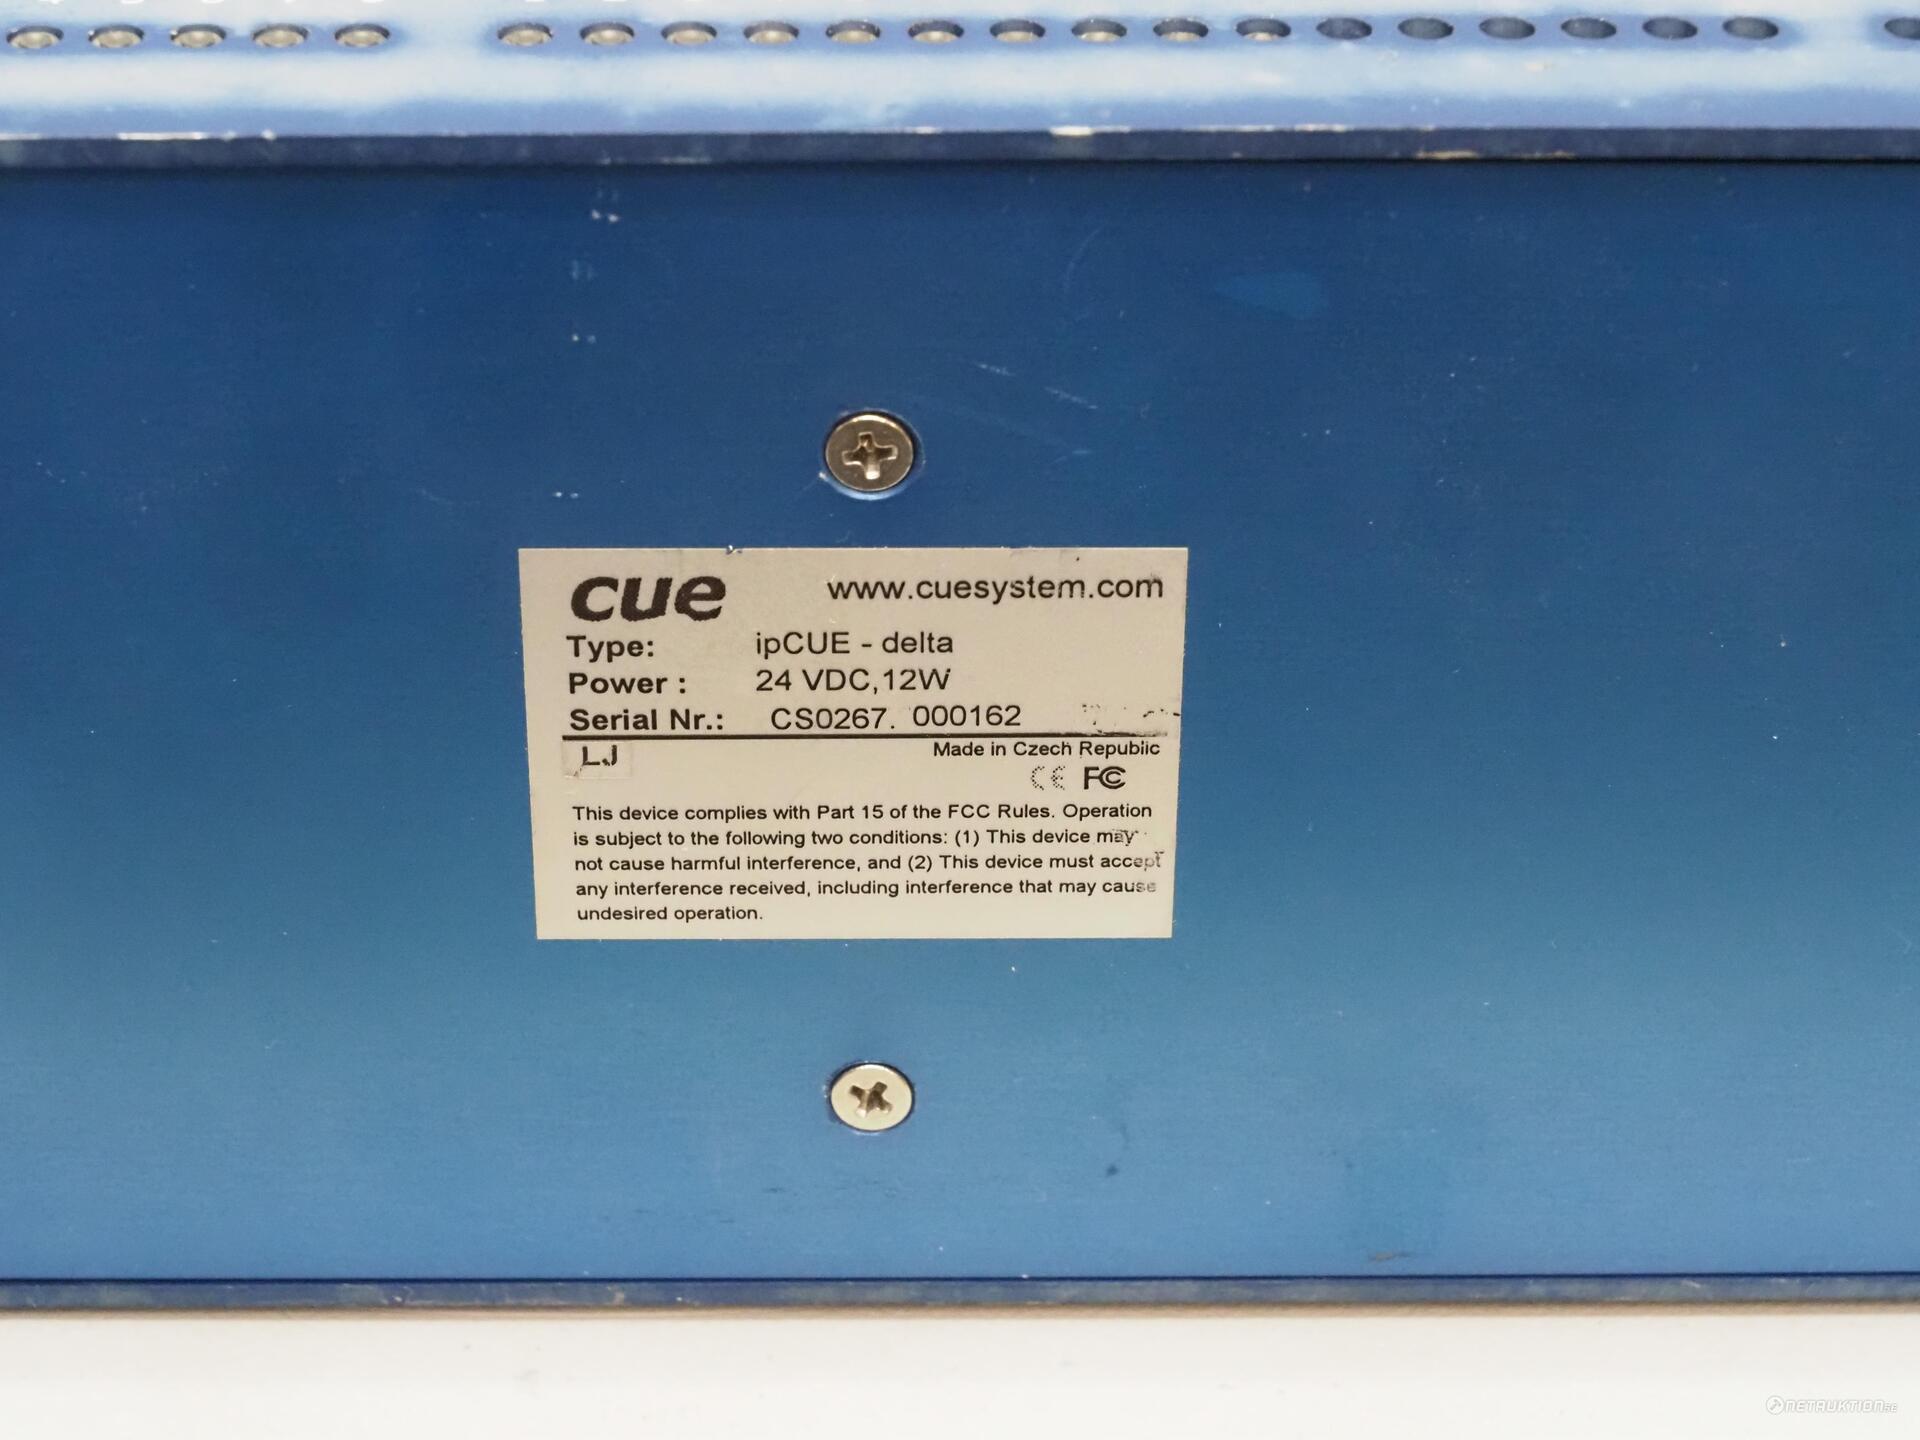 cue www.cuesystem.com
Type: ipCUE - delta
Power : 24 VDC,12W
Serial Nr.: CS0267. 000162
LJ Made in Czech Republic
CE FC
This device complies with Part 15 of the FCC Rules. Operation
is subject to the following two conditions: (1) This device may
not cause harmful interference, and (2) This device must accept
any interference received, including interference that may cause
undesired operation.
NETAUKTION.SE